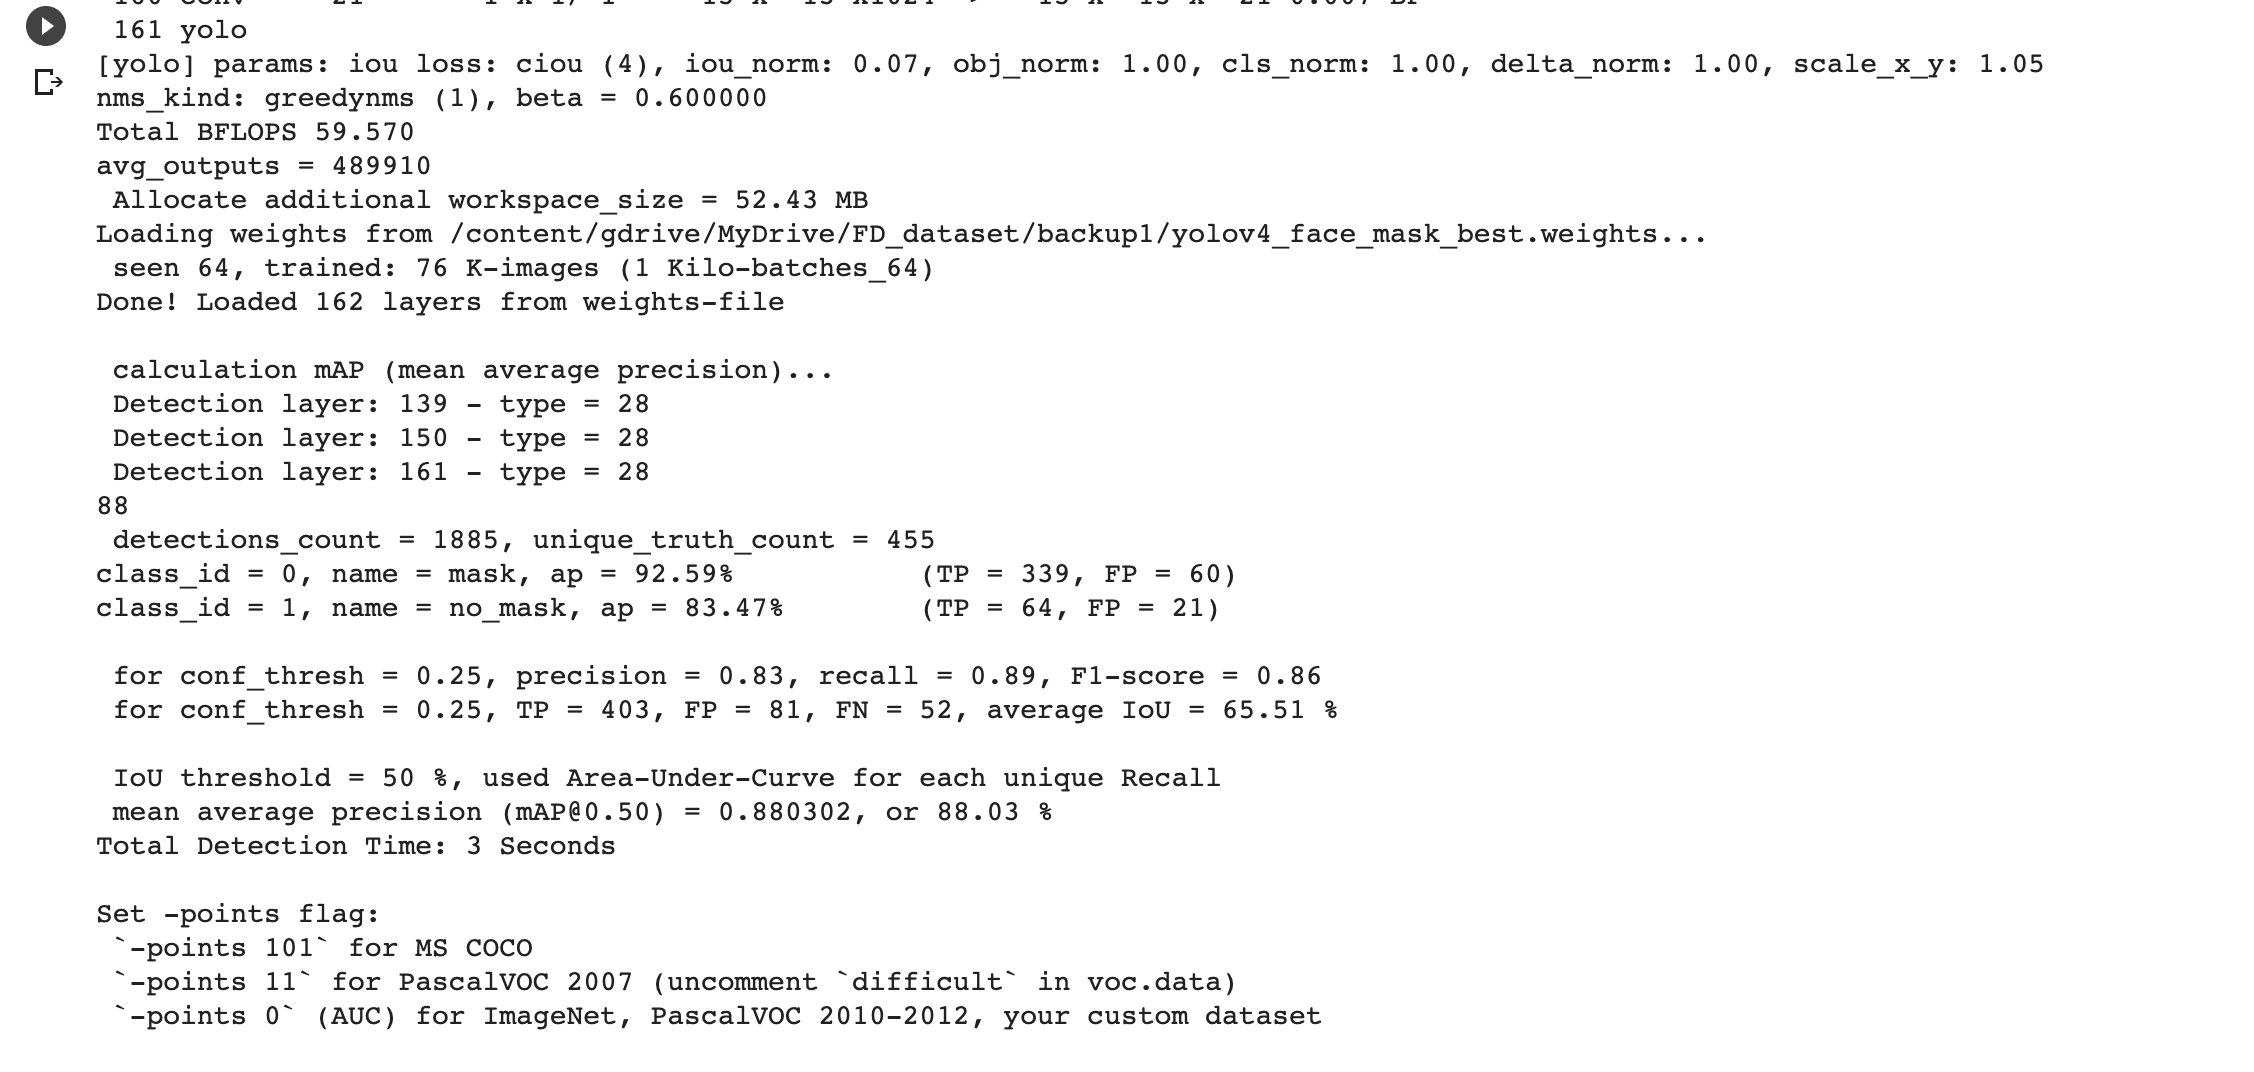 161 yolo
[yolo] params: iou loss: ciou (4), iou_norm: 0.07, obj_norm: 1.00, cls_norm: 1.00, delta_norm: 1.00, scale_x_y: 1.05
nms_kind: greedynms (1), beta = 0.600000
Total BFLOPS 59.570
avg_outputs = 489910
Allocate additional workspace_size = 52.43 MB
Loading weights from /content/gdrive/MyDrive/FD_dataset/backup1/yolov4_face_mask_best.weights...
seen 64, trained: 76 K-images (1 Kilo-batches_64)
Done! Loaded 162 layers from weights-file
calculation mAP (mean average precision)...
Detection layer: 139 - type = 28
Detection layer: 150 - type = 28
Detection layer: 161 - type = 28
88
detections_count = 1885, unique_truth_count = 455
class_id = 0, name = mask, ap = 92.59% (TP = 339, FP = 60)
class_id = 1, name = no_mask, ap = 83.47% (TP = 64, FP = 21)
for conf_thresh = 0.25, precision = 0.83, recall = 0.89, F1-score = 0.86
for conf_thresh = 0.25, TP = 403, FP = 81, FN = 52, average IoU = 65.51 %
IoU threshold = 50 %, used Area-Under-Curve for each unique Recall
mean average precision (mAP@0.50) = 0.880302, or 88.03 %
Total Detection Time: 3 Seconds
Set -points flag:
`-points 101` for MS COCO
`-points 11` for PascalVOC 2007 (uncomment `difficult` in voc.data)
`-points 0` (AUC) for ImageNet, PascalVOC 2010-2012, your custom dataset